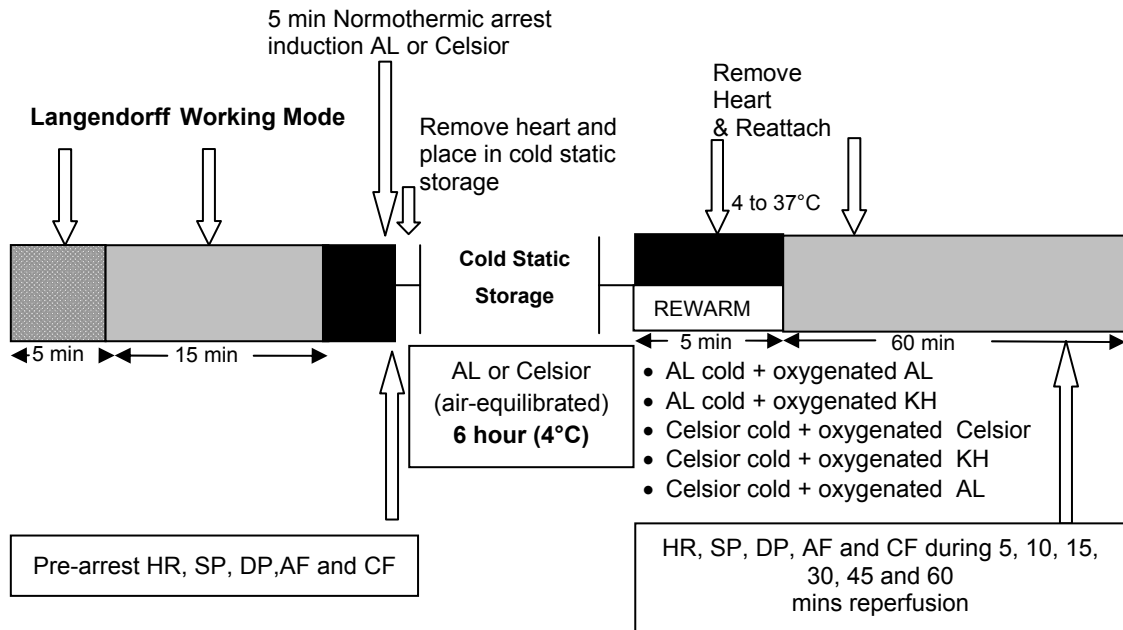 5 min Normothermic arrest
induction AL or Celsior
Langendorff Working Mode
Remove heart and
place in cold static
storage
Remove
Heart
& Reattach
4 to 37°C
Cold Static
Storage
REWARM
5 min
15 min
5 min
60 min
AL or Celsior
(air-equilibrated)
6 hour (4°C)
• AL cold + oxygenated AL
• AL cold + oxygenated KH
• Celsior cold + oxygenated Celsior
• Celsior cold + oxygenated KH
• Celsior cold + oxygenated AL
Pre-arrest HR, SP, DP,AF and CF
HR, SP, DP, AF and CF during 5, 10, 15,
30, 45 and 60
mins reperfusion